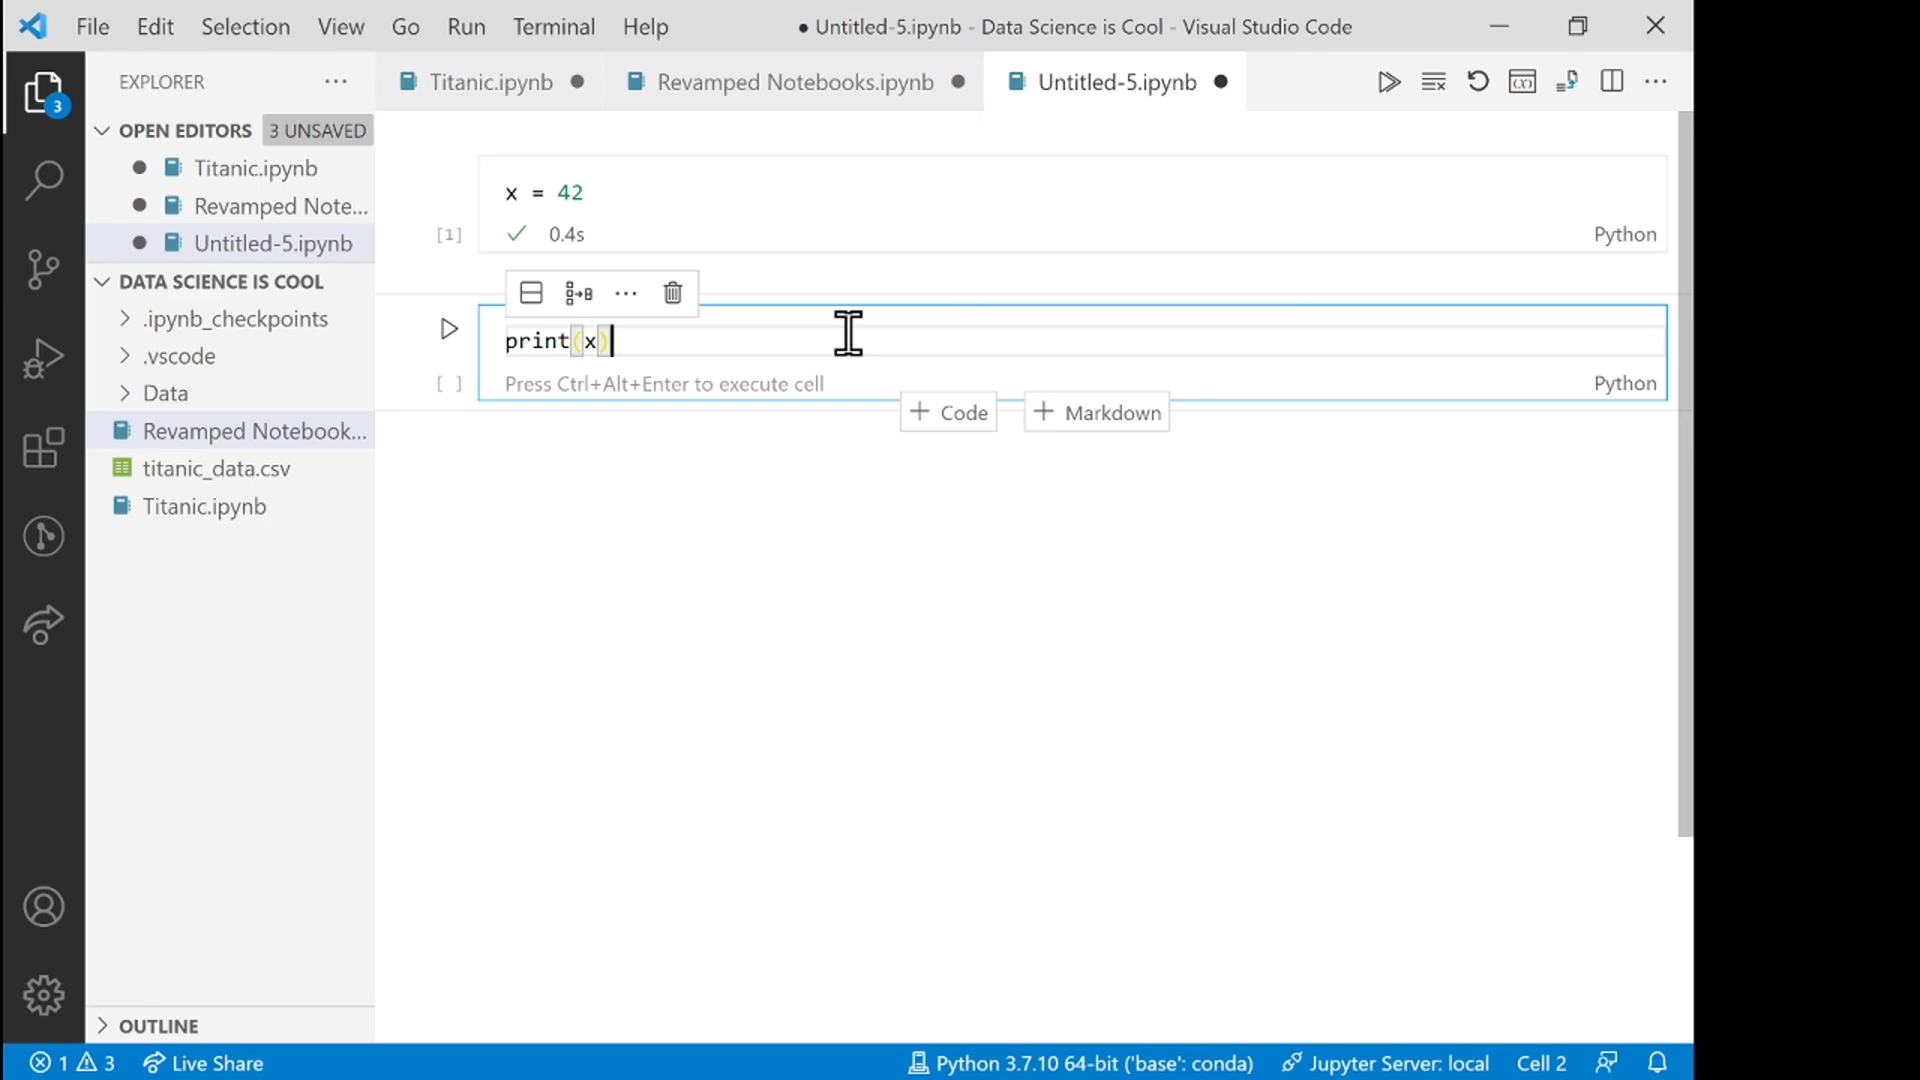 File Edit Selection View Go Run Terminal Help
● Untitled-5.ipynb - Data Science is Cool - Visual Studio Code
EXPLORER
Titanic.ipynb
Revamped Notebooks.ipynb
Untitled-5.ipynb
3
OPEN EDITORS 3 UNSAVED
Titanic.ipynb
Revamped Note...
Untitled-5.ipynb
DATA SCIENCE IS COOL
.ipynb_checkpoints
.vscode
Data
Revamped Notebook...
titanic_data.csv
Titanic.ipynb
OUTLINE
x = 42
[1] 0.4s Python
print(x)
[ ] Press Ctrl+Alt+Enter to execute cell Python
+ Code + Markdown
1 3 Live Share Python 3.7.10 64-bit ('base': conda) Jupyter Server: local Cell 2